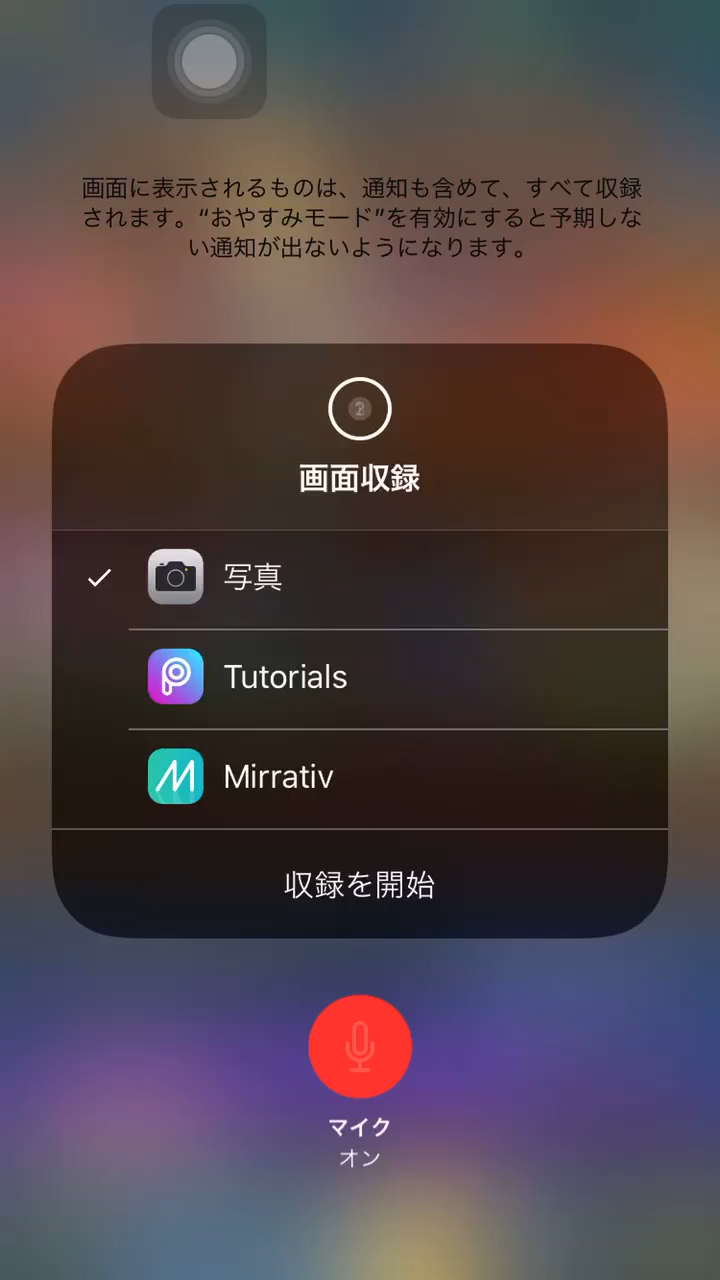 画面に表示されるものは、通知も含めて、すべて収録
されます。“おやすみモード”を有効にすると予期しな
い通知が出ないようになります。
画面収録
写真
Tutorials
Mirrativ
収録を開始
マイク
オン